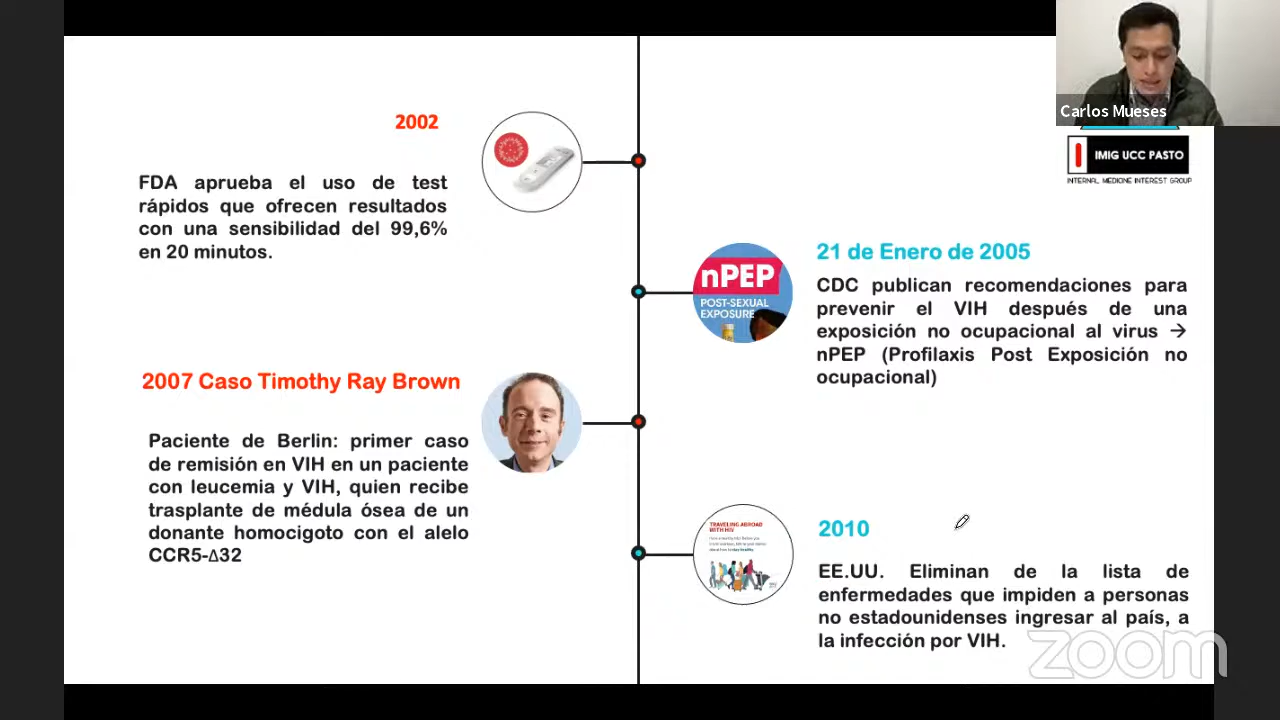 Carlos Mueses
IMIG UCC PASTO
INTERNAL MEDICINE INTEREST GROUP
2002
FDA aprueba el uso de test
rápidos que ofrecen resultados
con una sensibilidad del 99,6%
en 20 minutos.
nPEP
POST-SEXUAL
EXPOSURE
21 de Enero de 2005
CDC publican recomendaciones para
prevenir el VIH después de una
exposición no ocupacional al virus →
nPEP (Profilaxis Post Exposición no
ocupacional)
2007 Caso Timothy Ray Brown
Paciente de Berlin: primer caso
de remisión en VIH en un paciente
con leucemia y VIH, quien recibe
trasplante de médula ósea de un
donante homocigoto con el alelo
CCR5-Δ32
TRAVELING ABROAD
WITH HIV
2010
EE.UU. Eliminan de la lista de
enfermedades que impiden a personas
no estadounidenses ingresar al país, a
la infección por VIH.
zoom